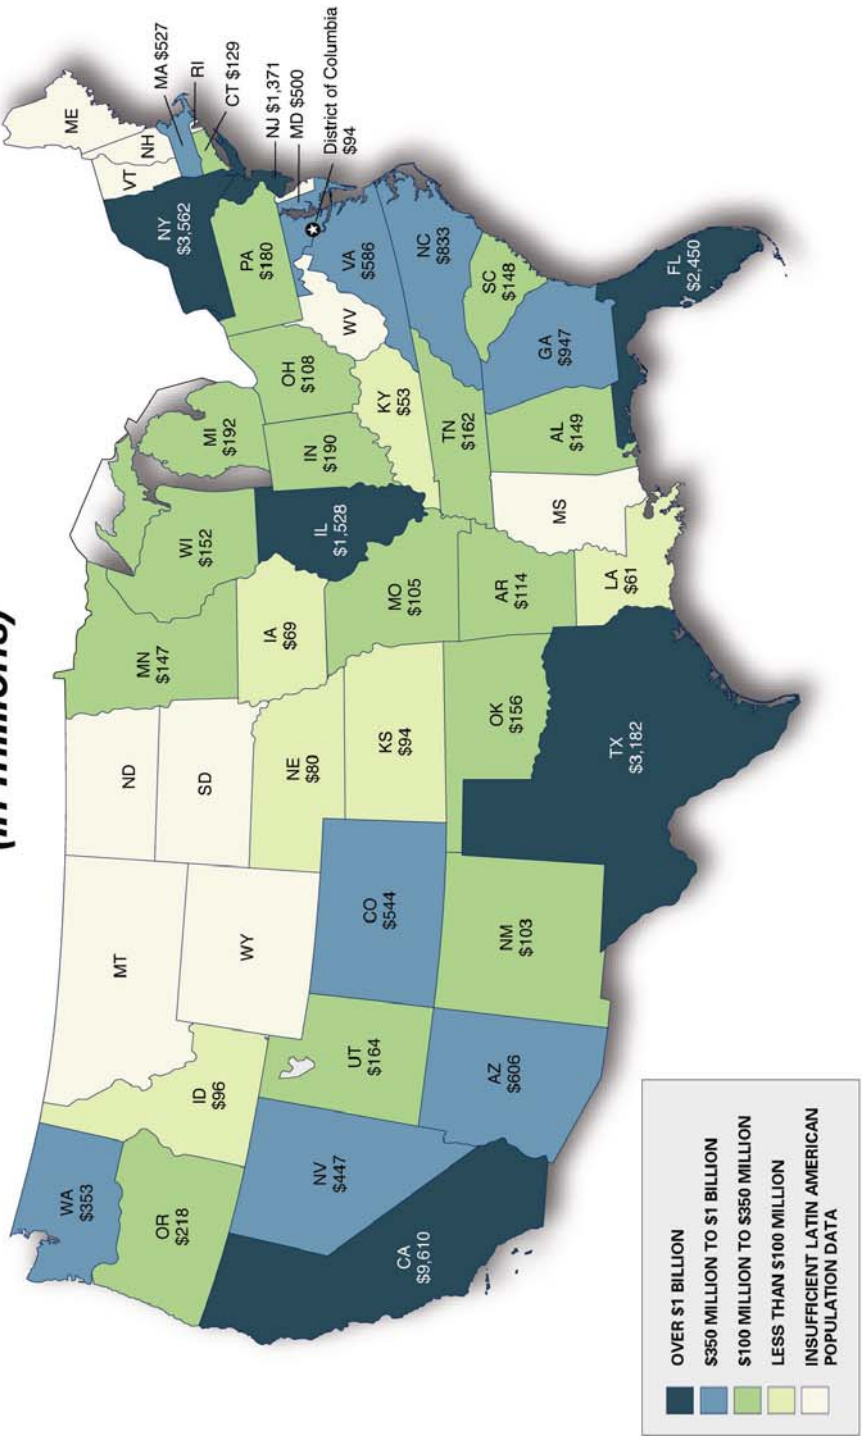 (in millions)
WA
$353
OR
$218
CA
$9,610
NV
$447
ID
$96
MT
WY
UT
$164
AZ
$606
CO
$544
NM
$103
ND
SD
NE
$80
KS
$94
OK
$156
TX
$3,182
MN
$147
IA
$69
MO
$105
AR
$114
LA
$61
WI
$152
IL
$1,528
MS
MI
$192
IN
$190
OH
$108
KY
$53
TN
$162
AL
$149
GA
$947
FL
$2,450
SC
$148
NC
$833
VA
$586
WV
PA
$180
NY
$3,562
VT
NH
ME
MA $527
RI
CT $129
NJ $1,371
MD $500
District of Columbia
$94
OVER $1 BILLION
$350 MILLION TO $1 BILLION
$100 MILLION TO $350 MILLION
LESS THAN $100 MILLION
INSUFFICIENT LATIN AMERICAN
POPULATION DATA